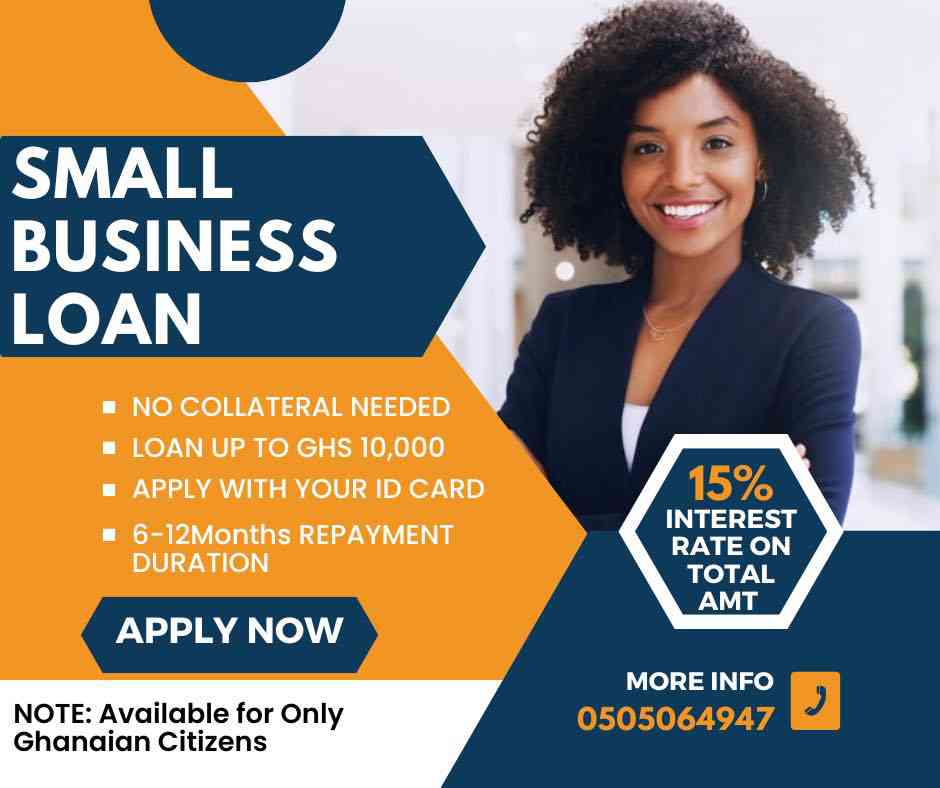 SMALL
BUSINESS
LOAN
NO COLLATERAL NEEDED
LOAN UP TO GHS 10,000
APPLY WITH YOUR ID CARD
6-12Months REPAYMENT
DURATION
APPLY NOW
NOTE: Available for Only
Ghanaian Citizens
15%
INTEREST
RATE ON
TOTAL
AMT
MORE INFO
0505064947